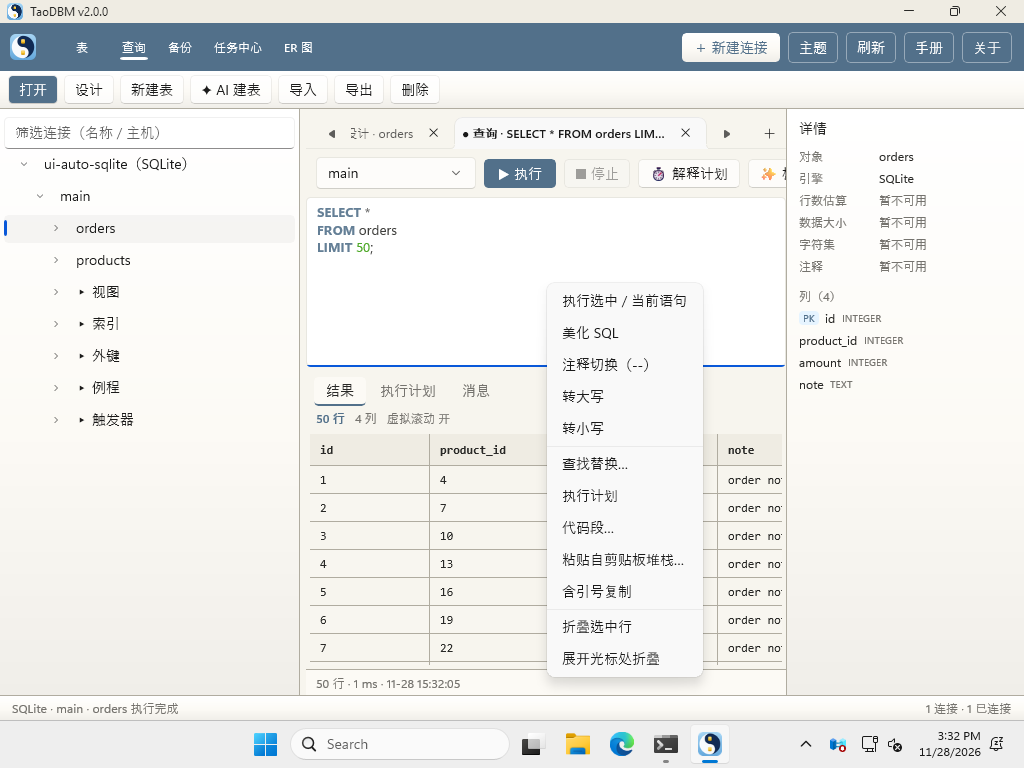 TaoDBM v2.0.0
表 查询 备份 任务中心 ER 图
+ 新建连接 主题 刷新 手册 关于
打开 设计 新建表 ✦ AI 建表 导入 导出 删除
筛选连接（名称 / 主机）
ui-auto-sqlite（SQLite）
main
orders
products
视图
索引
外键
例程
触发器
设计 · orders
● 查询 · SELECT * FROM orders LIM...
main
执行 停止 解释计划
SELECT *
FROM orders
LIMIT 50;
执行选中 / 当前语句
美化 SQL
注释切换（--）
转大写
转小写
查找替换...
执行计划
代码段...
粘贴自剪贴板堆栈...
含引号复制
折叠选中行
展开光标处折叠
结果 执行计划 消息
50 行 4 列 虚拟滚动 开
id product_id note
1 4 order no
2 7 order no
3 10 order no
4 13 order no
5 16 order no
6 19 order no
7 22 order no
50 行 · 1 ms · 11-28 15:32:05
详情
对象 orders
引擎 SQLite
行数估算 暂不可用
数据大小 暂不可用
字符集 暂不可用
注释 暂不可用
列（4）
PK id INTEGER
product_id INTEGER
amount INTEGER
note TEXT
SQLite · main · orders 执行完成
1 连接 · 1 已连接
Search
3:32 PM
11/28/2026